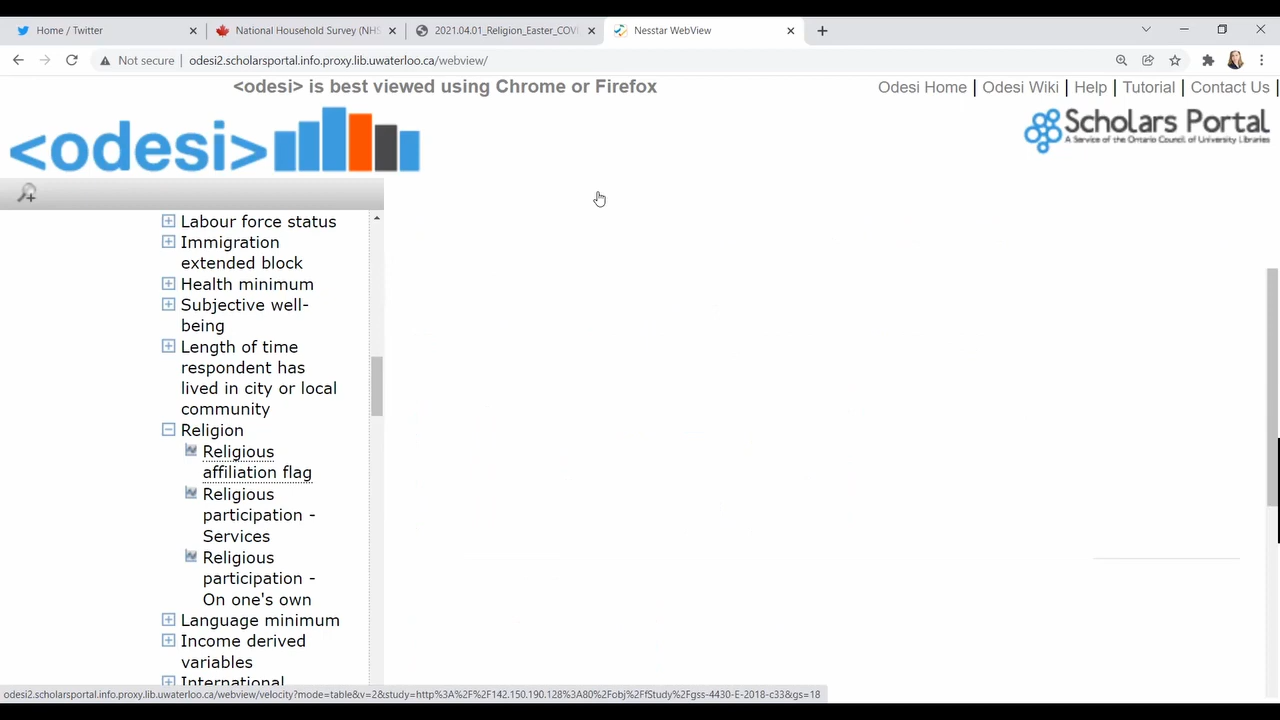 Home / Twitter
National Household Survey (NHS
2021.04.01_Religion_Easter_COVI
Nesstar WebView
Not secure
odesi2.scholarsportal.info.proxy.lib.uwaterloo.ca/webview/
<odesi> is best viewed using Chrome or Firefox
Odesi Home | Odesi Wiki | Help | Tutorial | Contact Us |
<odesi>
Scholars Portal
A Service of the Ontario Council of University Libraries
Labour force status
Immigration
extended block
Health minimum
Subjective well-
being
Length of time
respondent has
lived in city or local
community
Religion
Religious
affiliation flag
Religious
participation -
Services
Religious
participation -
On one's own
Language minimum
Income derived
variables
International
odesi2.scholarsportal.info.proxy.lib.uwaterloo.ca/webview/velocity?mode=table&v=2&study=http%3A%2F%2F142.150.190.128%3A80%2Fobj%2FfStudy%2Fgss-4430-E-2018-c33&gs=18